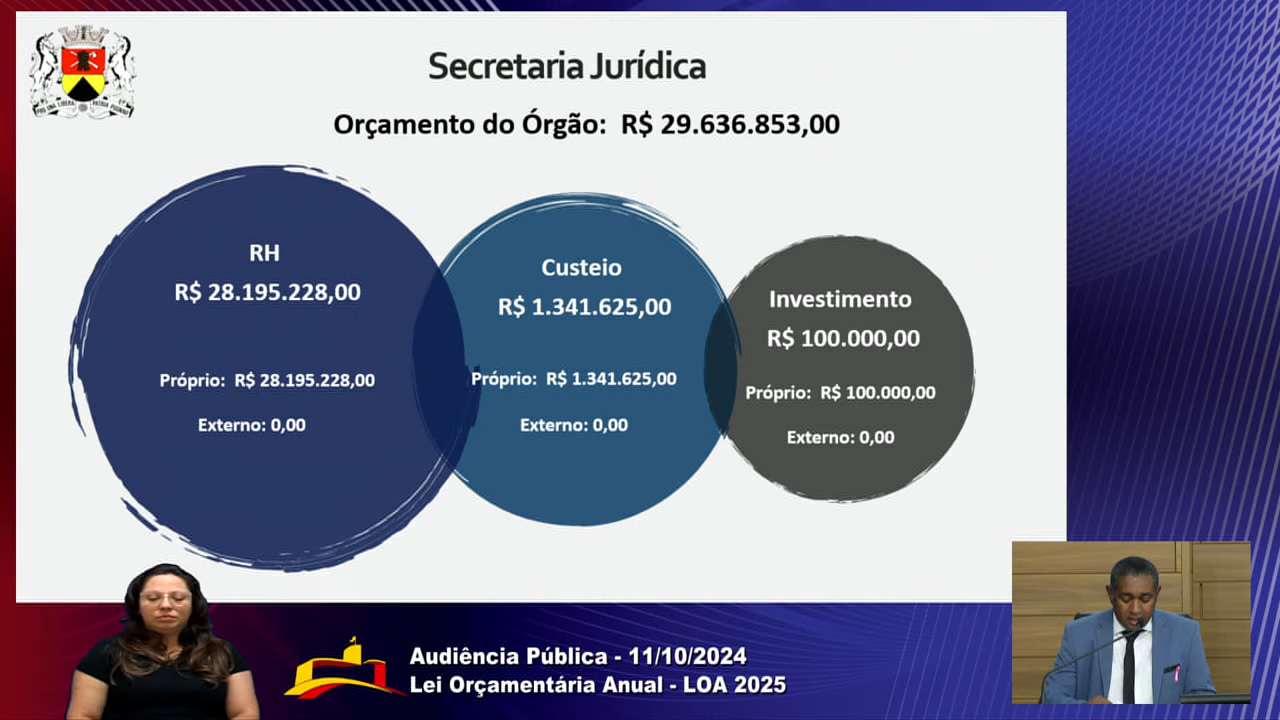 Secretaria Jurídica
Orçamento do Órgão: R$ 29.636.853,00
RH
R$ 28.195.228,00
Próprio: R$ 28.195.228,00
Externo: 0,00
Custeio
R$ 1.341.625,00
Próprio: R$ 1.341.625,00
Externo: 0,00
Investimento
R$ 100.000,00
Próprio: R$ 100.000,00
Externo: 0,00
Audiência Pública - 11/10/2024
Lei Orçamentária Anual - LOA 2025